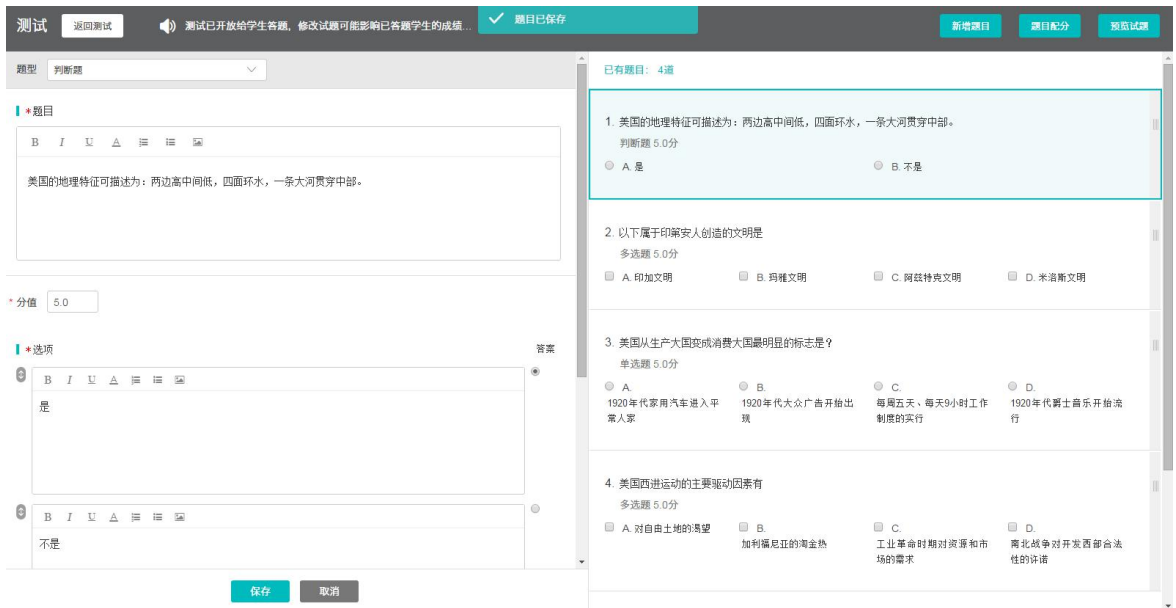 测试
返回测试
测试已开放给学生答题，修改试题可能影响已答题学生的成绩...
题目已保存
新增题目
题目配分
预览试题
题型
判断题
*题目
B I U A
美国的地理特征可描述为：两边高中间低，四面环水，一条大河贯穿中部。
* 分值 5.0
*选项
答案
B I U A
是
B I U A
不是
保存
取消
已有题目： 4道
1. 美国的地理特征可描述为：两边高中间低，四面环水，一条大河贯穿中部。
判断题 5.0分
A. 是
B. 不是
2. 以下属于印第安人创造的文明是
多选题 5.0分
A. 印加文明
B. 玛雅文明
C. 阿兹特克文明
D. 米洛斯文明
3. 美国从生产大国变成消费大国最明显的标志是？
单选题 5.0分
A.
1920年代家用汽车进入平
常人家
B.
1920年代大众广告开始出
现
C.
每周五天、每天9小时工作
制度的实行
D.
1920年代爵士音乐开始流
行
4. 美国西进运动的主要驱动因素有
多选题 5.0分
A. 对自由土地的渴望
B.
加利福尼亚的淘金热
C.
工业革命时期对资源和市
场的需求
D.
南北战争对开发西部合法
性的许诺